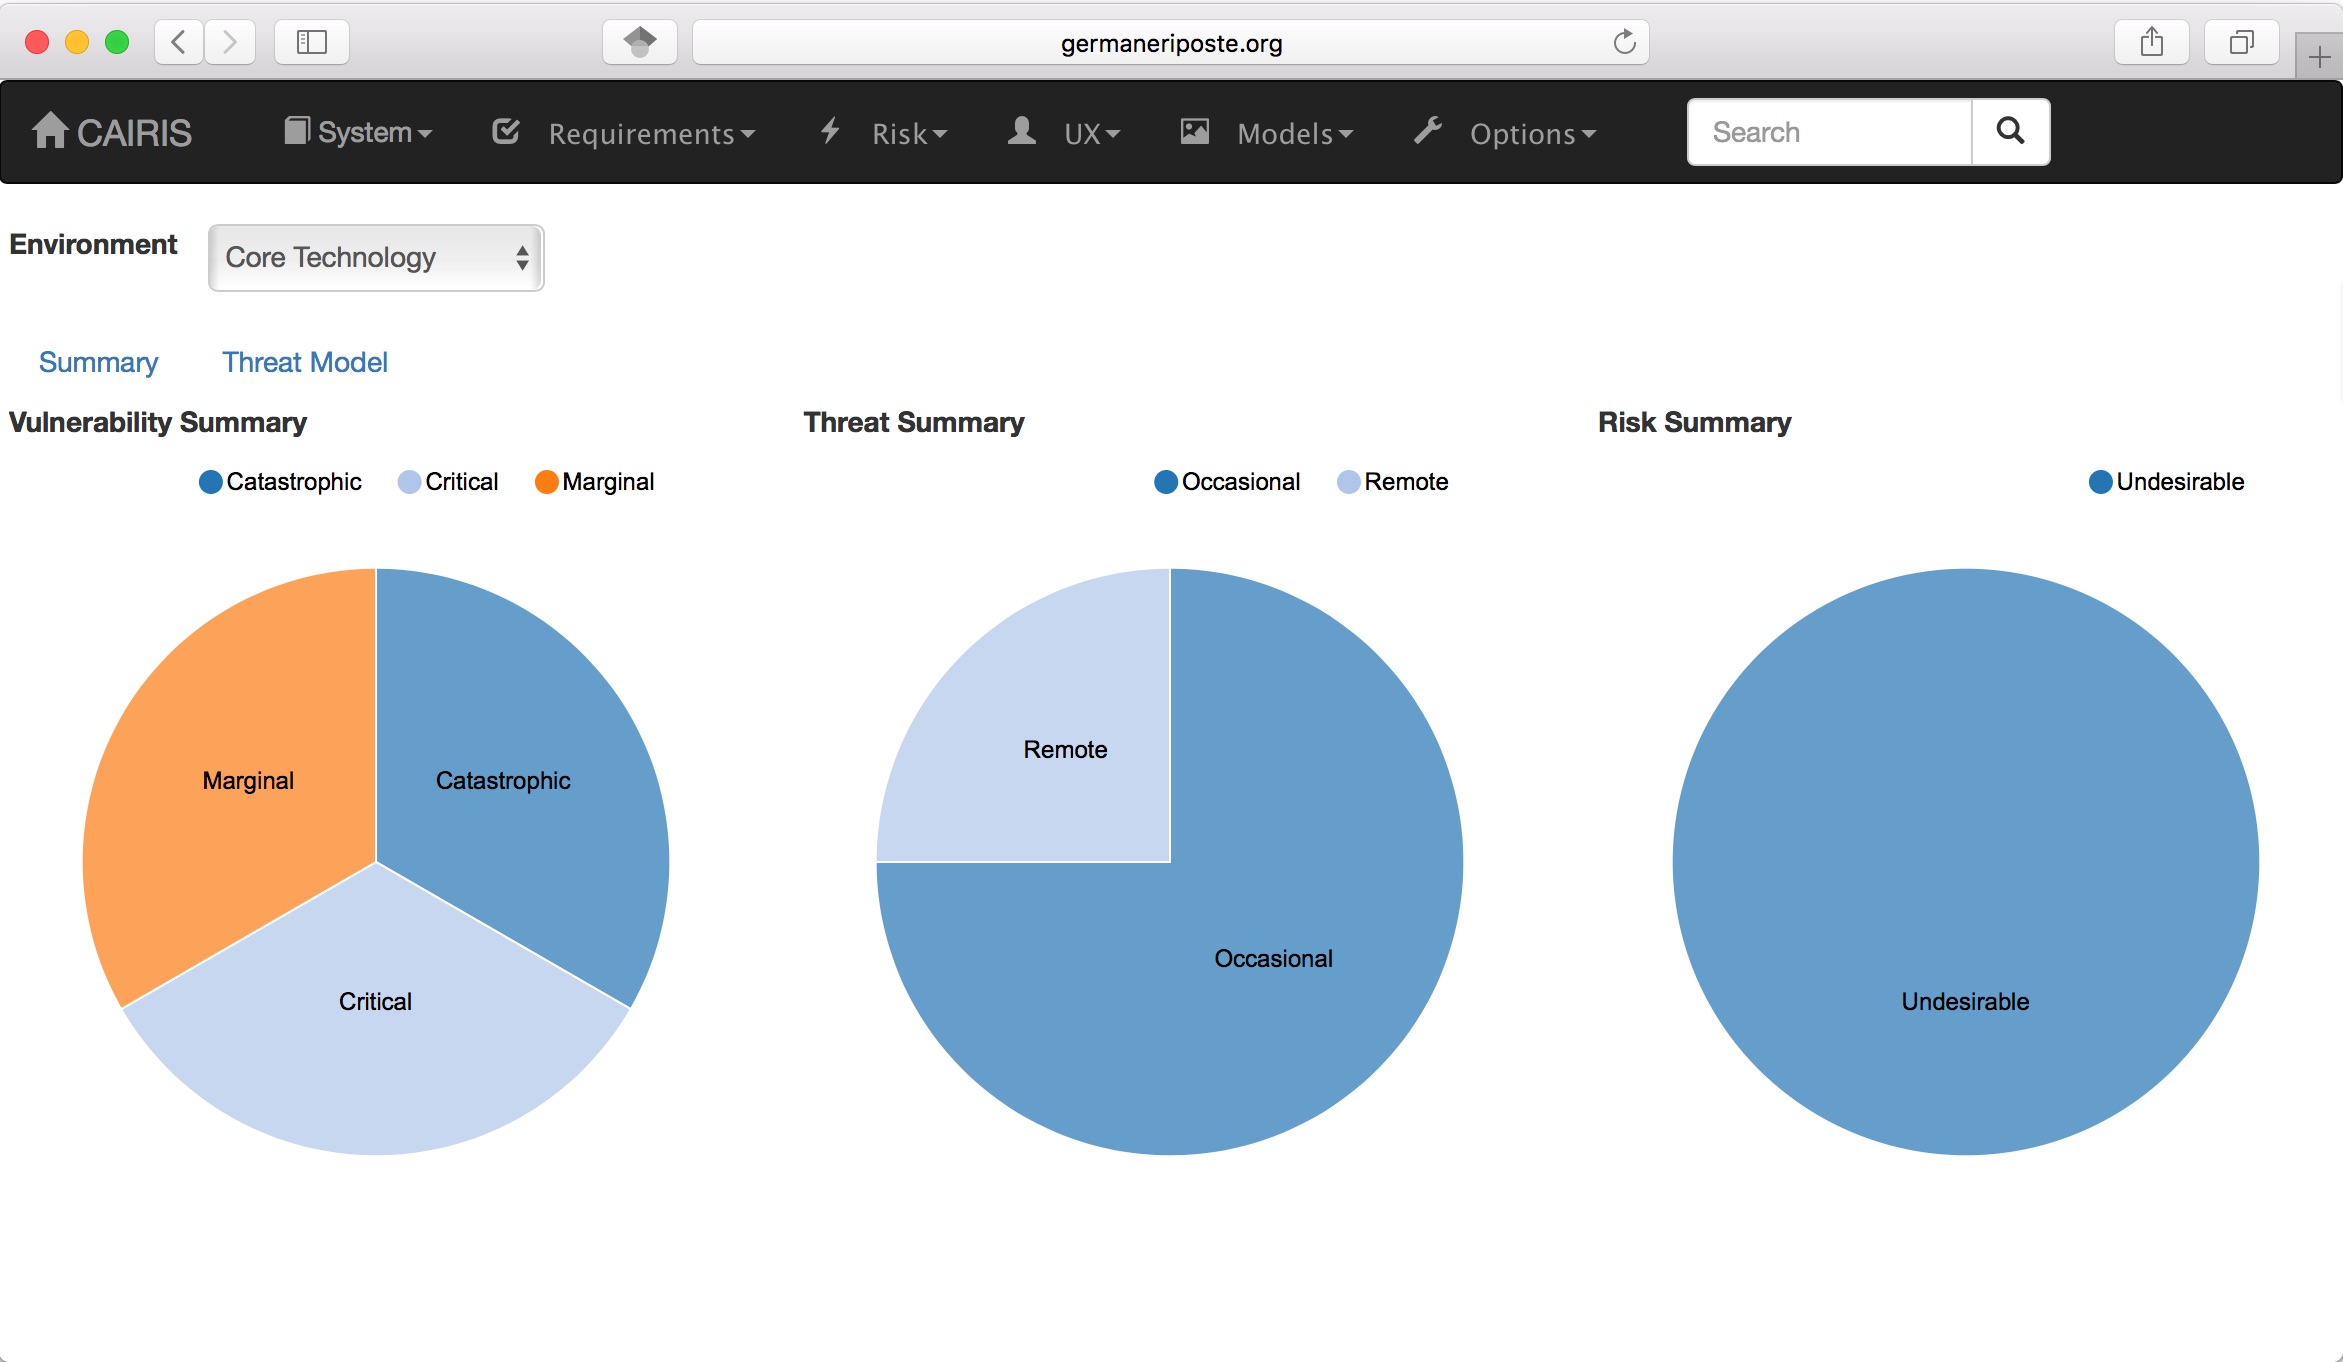 germaneriposte.org
CAIRIS System Requirements Risk UX Models Options Search
Environment Core Technology
Summary Threat Model
Vulnerability Summary Threat Summary Risk Summary
Catastrophic Critical Marginal Occasional Remote Undesirable
Remote
Marginal Catastrophic
Occasional
Critical Undesirable